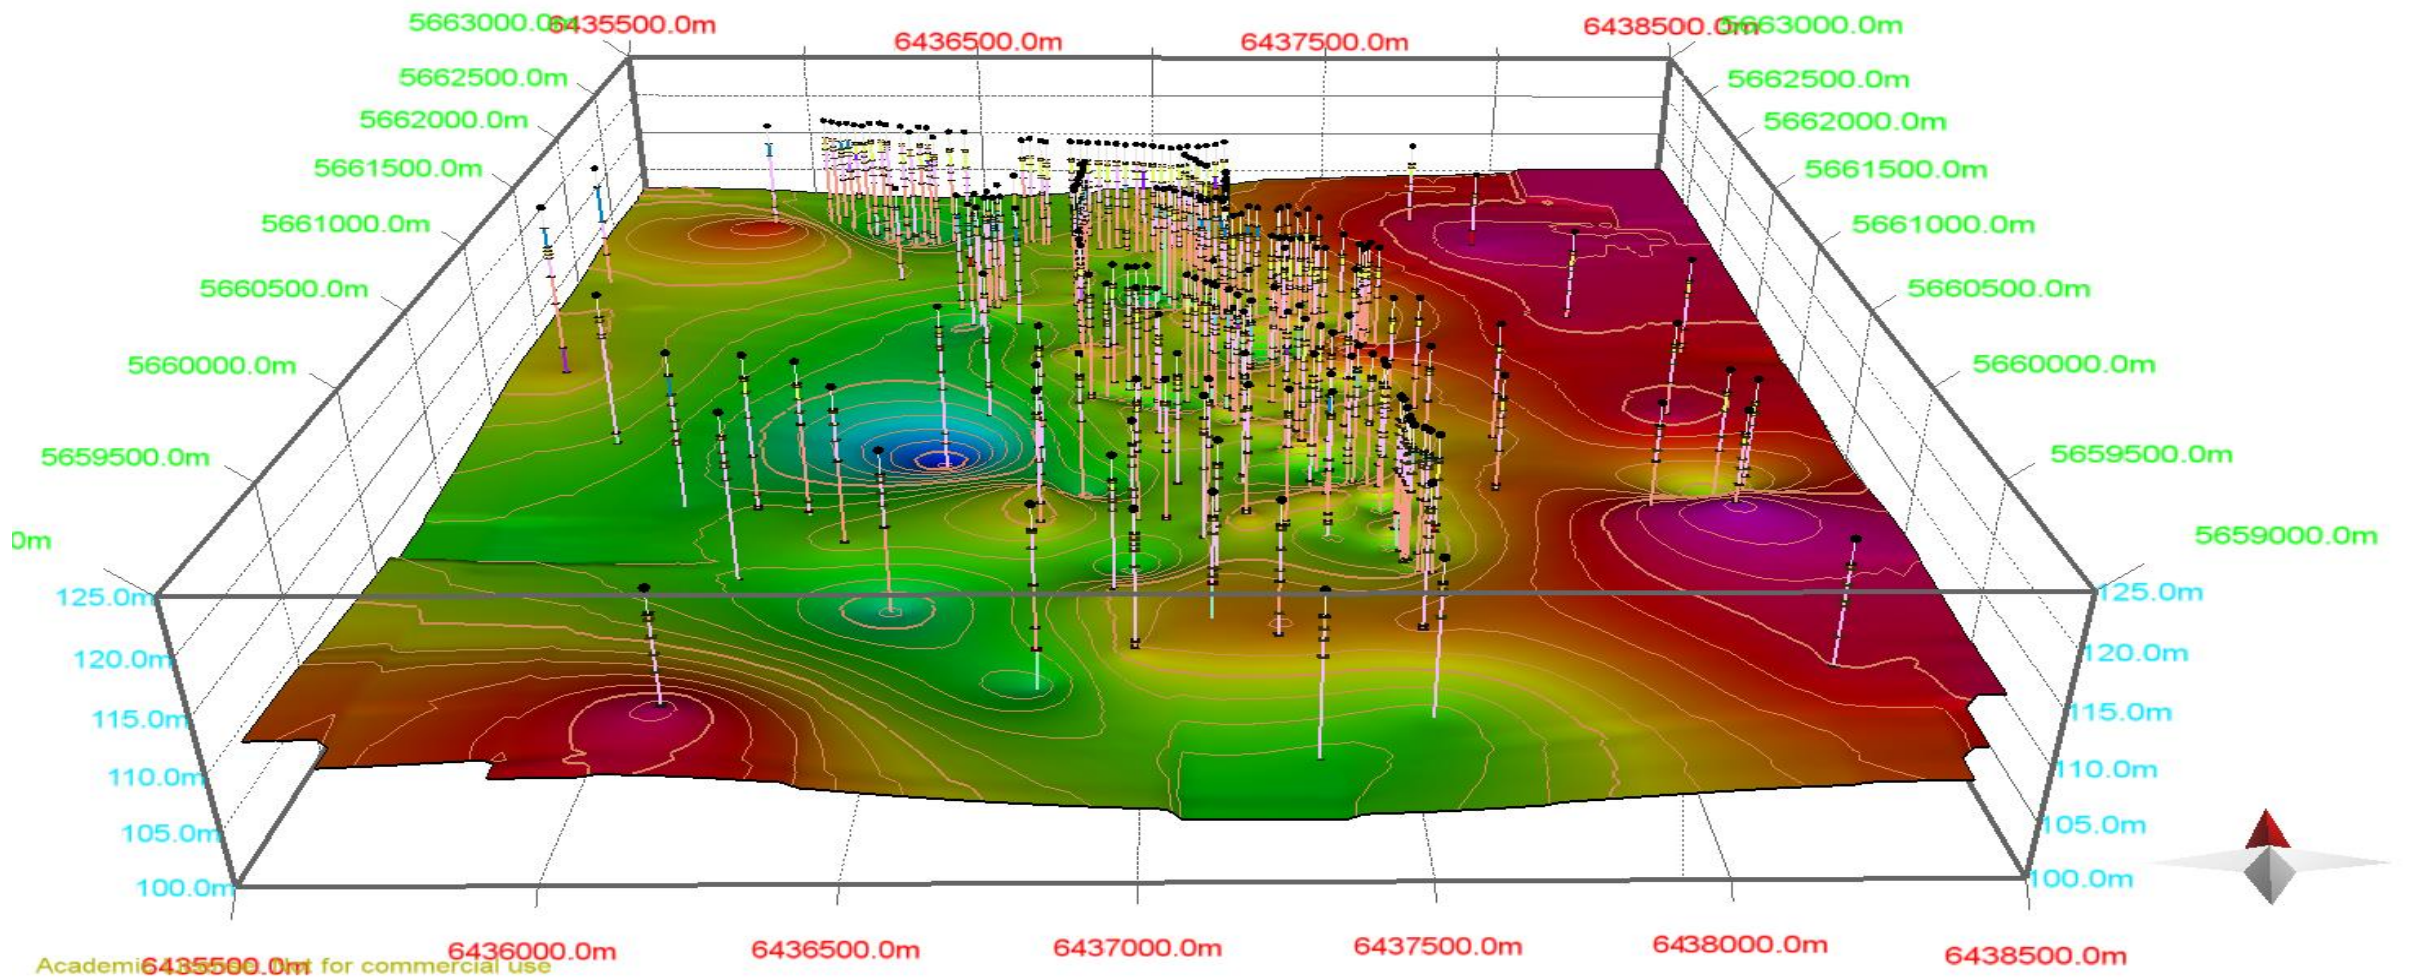 5663000.0m
6435500.0m
6436500.0m
6437500.0m
6438500.0m
5663000.0m
5662500.0m
5662500.0m
5662000.0m
5662000.0m
5661500.0m
5661500.0m
5661000.0m
5661000.0m
5660500.0m
5660500.0m
5660000.0m
5660000.0m
5659500.0m
5659500.0m
0m
5659000.0m
125.0m
125.0m
120.0m
120.0m
115.0m
115.0m
110.0m
110.0m
105.0m
105.0m
100.0m
100.0m
6435500.0m
6436000.0m
6436500.0m
6437000.0m
6437500.0m
6438000.0m
6438500.0m
Academic License. Not for commercial use